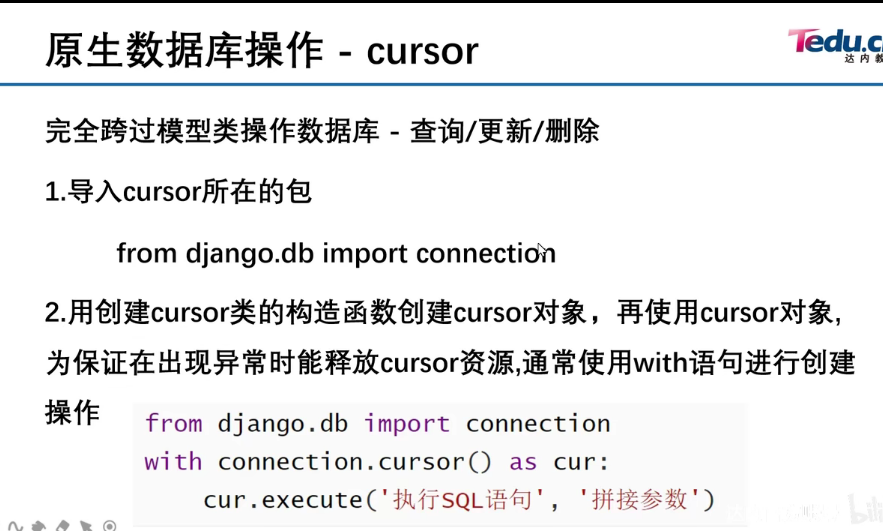 原生数据库操作 - cursor
Tedu.c
达内教
完全跨过模型类操作数据库 - 查询/更新/删除
1.导入cursor所在的包
from django.db import connection
2.用创建cursor类的构造函数创建cursor对象，再使用cursor对象,
为保证在出现异常时能释放cursor资源,通常使用with语句进行创建
操作
from django.db import connection
with connection.cursor() as cur:
cur.execute('执行SQL语句', '拼接参数')
bili